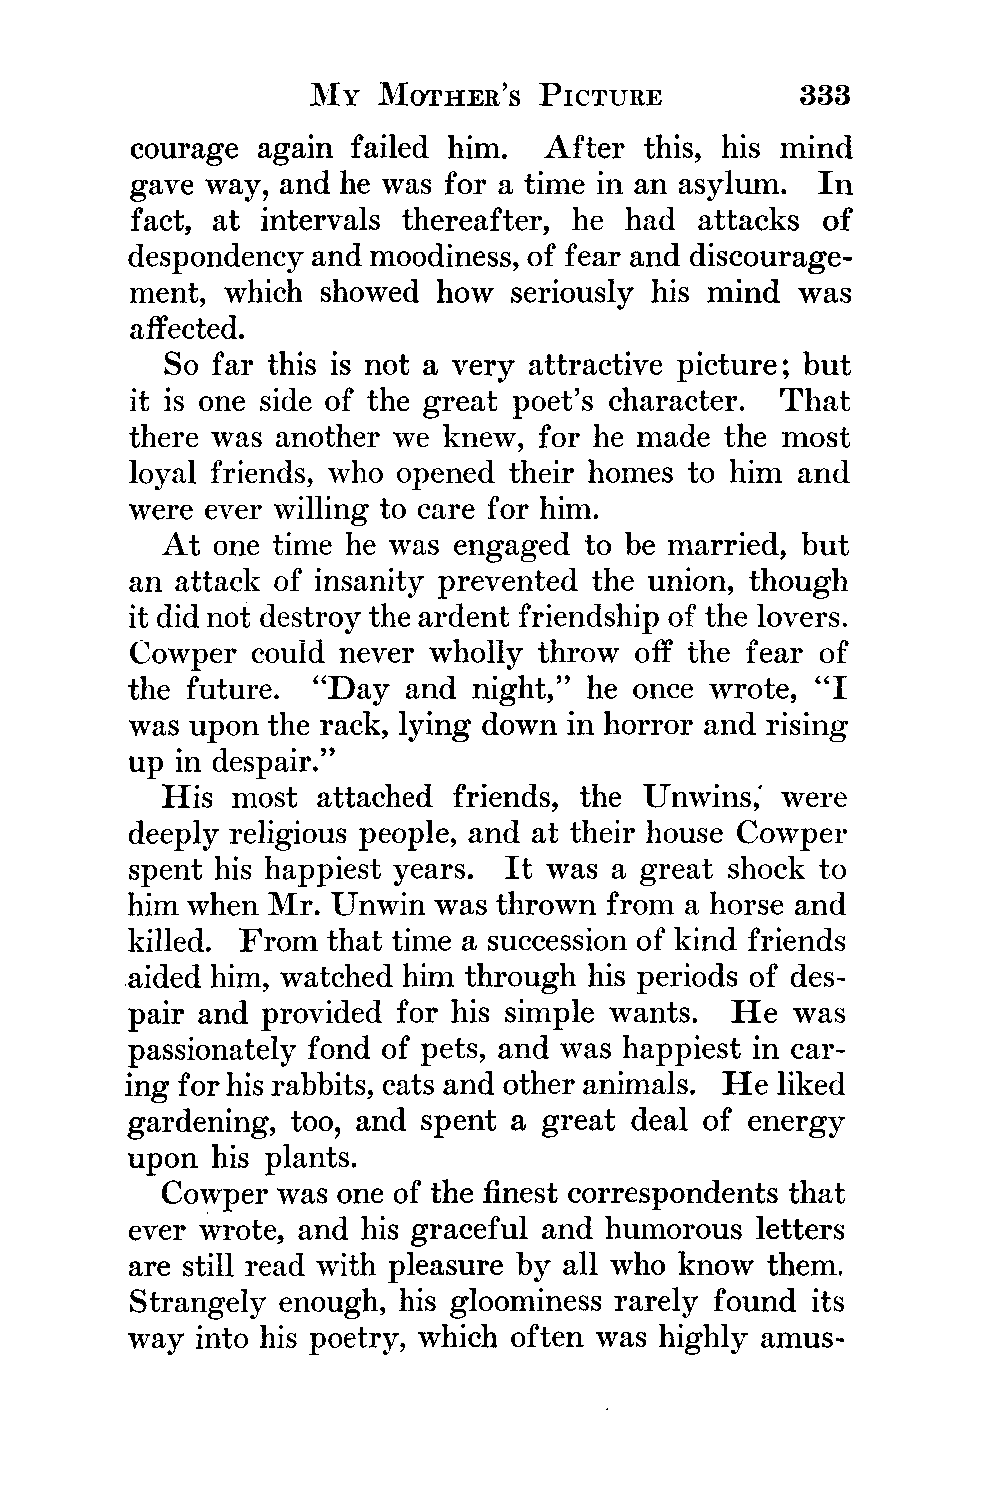 My Mother's Picture 333
courage again failed him. After this, his mind
gave way, and he was for a time in an asylum. In
fact, at intervals thereafter, he had attacks of
despondency and moodiness, of fear and discourage-
ment, which showed how seriously his mind was
affected.
So far this is not a very attractive picture; but
it is one side of the great poet's character. That
there was another we knew, for he made the most
loyal friends, who opened their homes to him and
were ever willing to care for him.
At one time he was engaged to be married, but
an attack of insanity prevented the union, though
it did not destroy the ardent friendship of the lovers.
Cowper could never wholly throw off the fear of
the future. “Day and night,” he once wrote, “I
was upon the rack, lying down in horror and rising
up in despair.”
His most attached friends, the Unwins, were
deeply religious people, and at their house Cowper
spent his happiest years. It was a great shock to
him when Mr. Unwin was thrown from a horse and
killed. From that time a succession of kind friends
aided him, watched him through his periods of des-
pair and provided for his simple wants. He was
passionately fond of pets, and was happiest in car-
ing for his rabbits, cats and other animals. He liked
gardening, too, and spent a great deal of energy
upon his plants.
Cowper was one of the finest correspondents that
ever wrote, and his graceful and humorous letters
are still read with pleasure by all who know them.
Strangely enough, his gloominess rarely found its
way into his poetry, which often was highly amus-